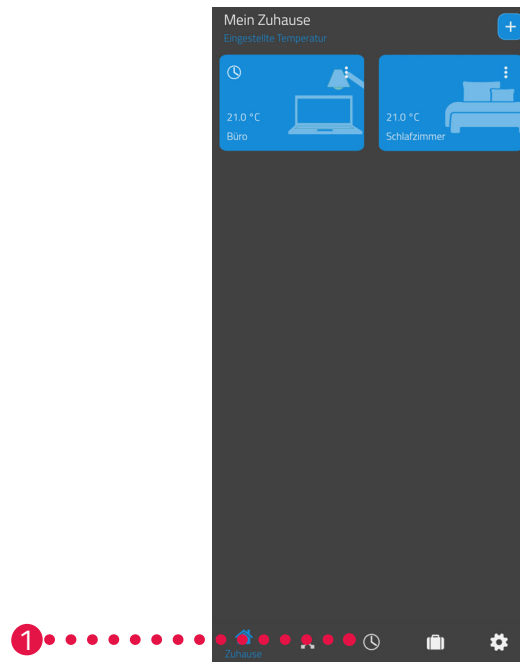 Mein Zuhause
Eingestellte Temperatur
21.0 °C
Büro
21.0 °C
Schlafzimmer
1
Zuhause